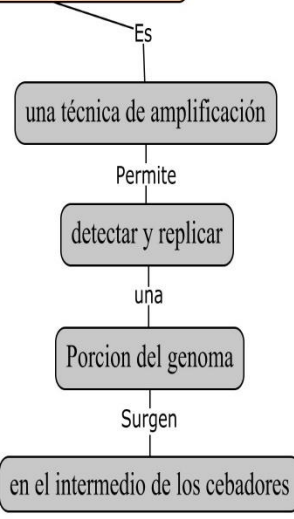 Es
una técnica de amplificación
Permite
detectar y replicar
una
Porcion del genoma
Surgen
en el intermedio de los cebadores